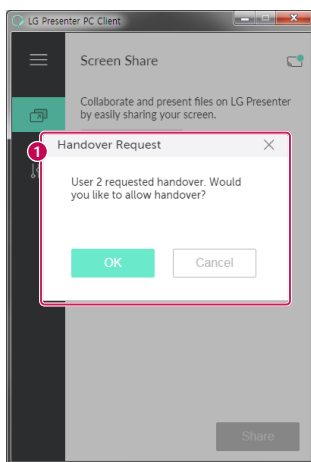 LG Presenter PC Client
Screen Share
Collaborate and present files on LG Presenter
by easily sharing your screen.
1
Handover Request
User 2 requested handover. Would
you like to allow handover?
OK
Cancel
Share